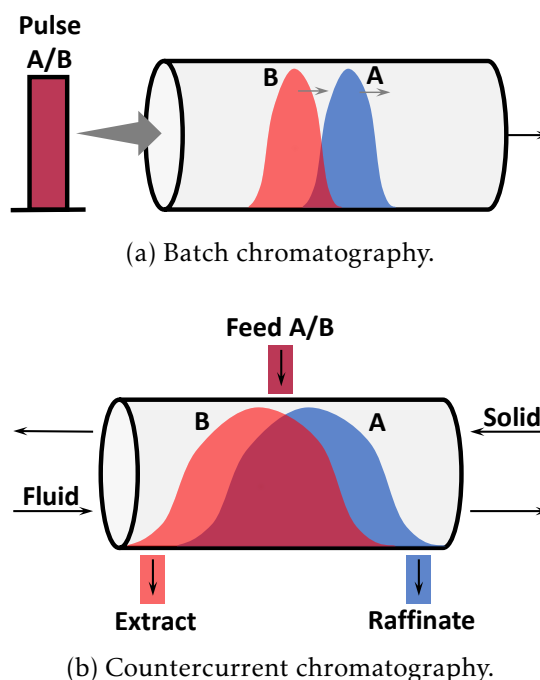 Pulse
A/B
B
A
(a) Batch chromatography.
Feed A/B
B
A
Solid
Fluid
Extract
Raffinate
(b) Countercurrent chromatography.